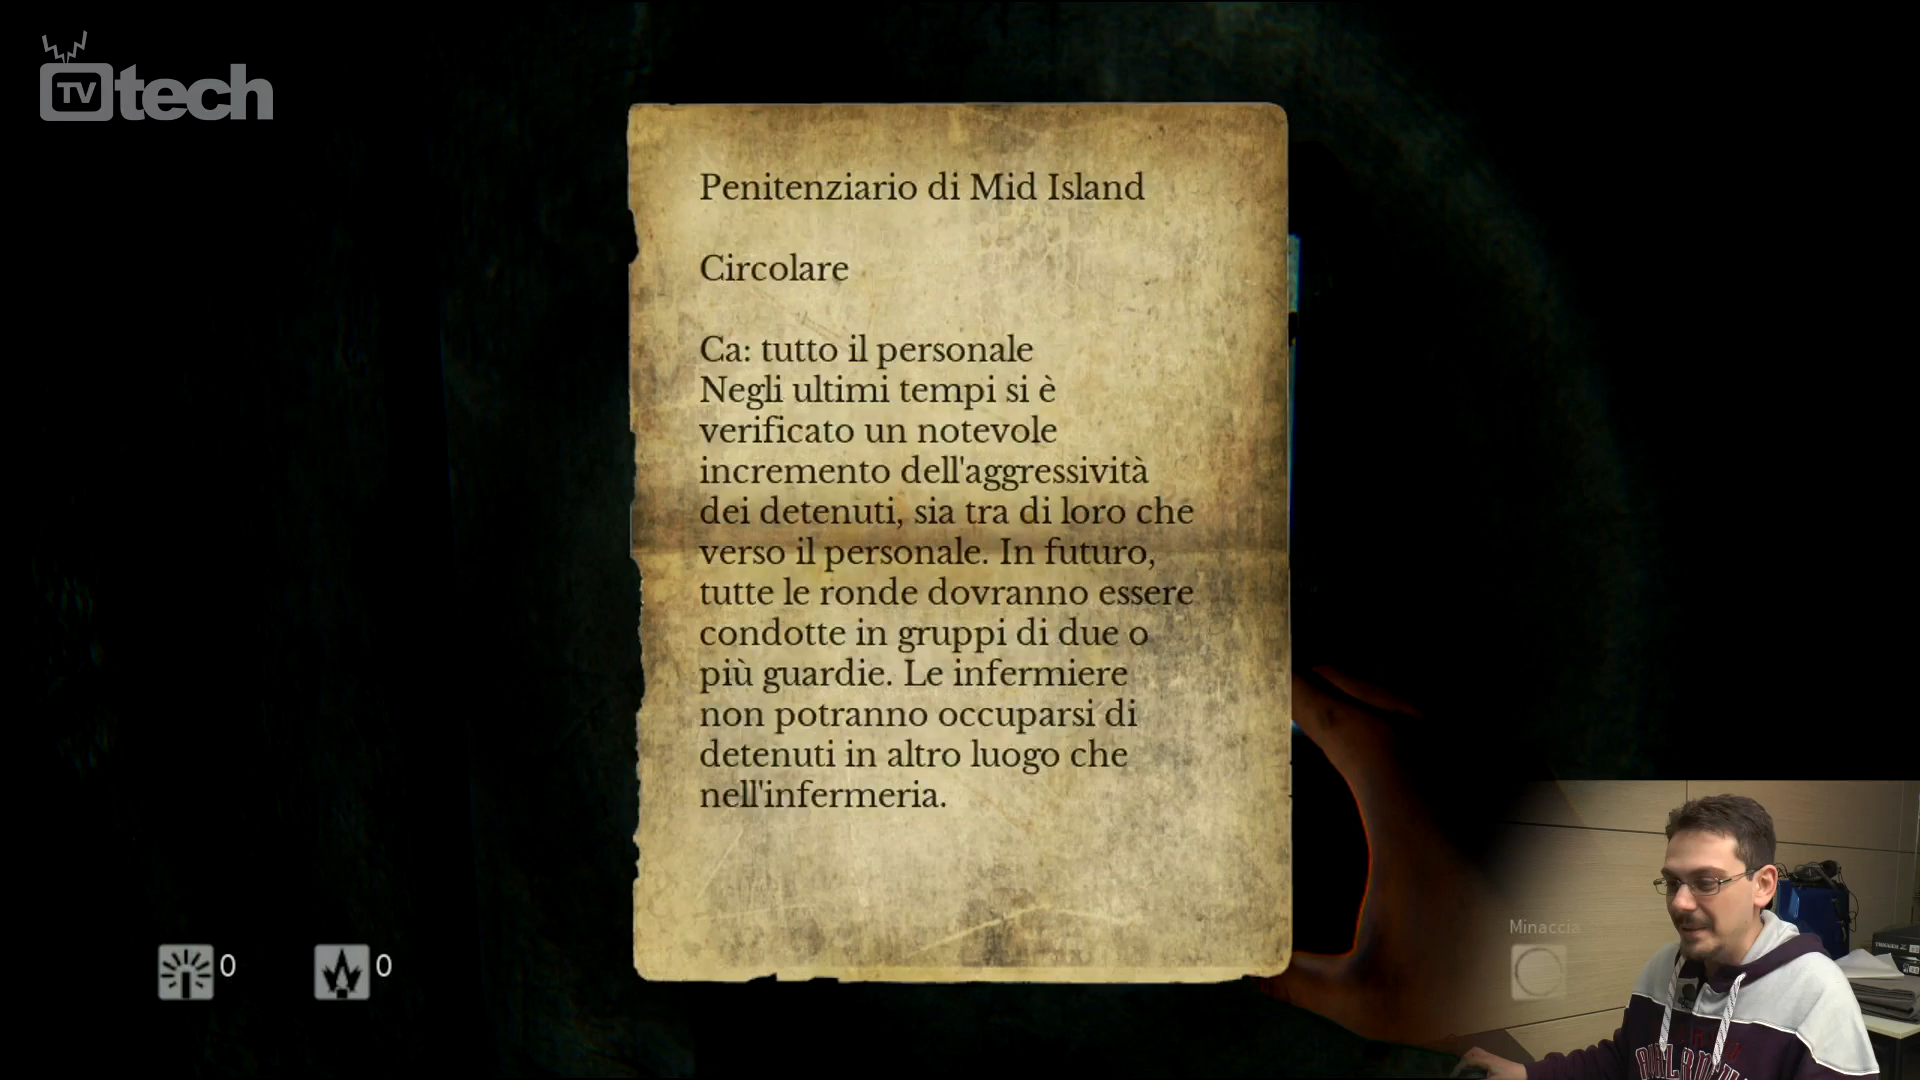 TV tech
Penitenziario di Mid Island
Circolare
Ca: tutto il personale
Negli ultimi tempi si è
verificato un notevole
incremento dell'aggressività
dei detenuti, sia tra di loro che
verso il personale. In futuro,
tutte le ronde dovranno essere
condotte in gruppi di due o
più guardie. Le infermiere
non potranno occuparsi di
detenuti in altro luogo che
nell'infermeria.
0
0
Minaccia